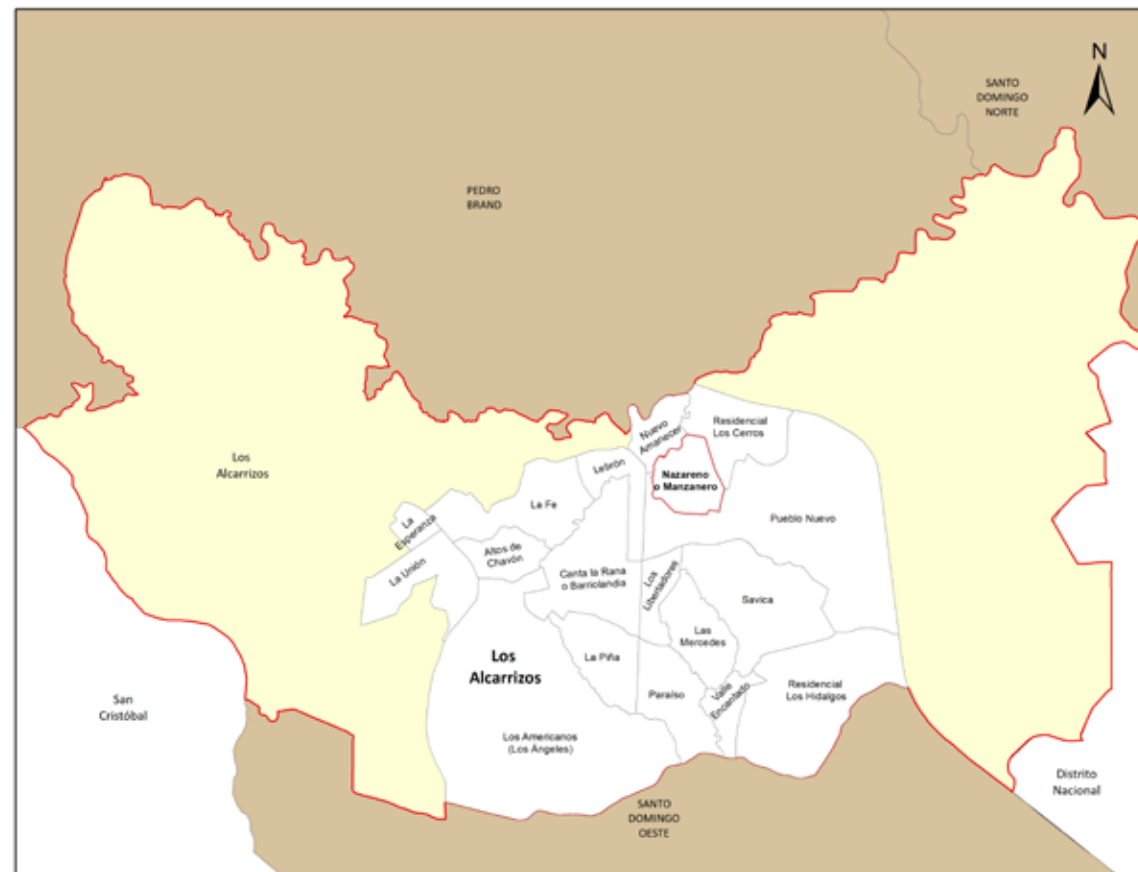 N
SANTO
DOMINGO
NORTE
PEDRO
BRAND
Nuevo
Amanecer
Residencial
Los Cerros
Los
Alcarrizos
Lebrón
Nazareno
o Manzanero
La Fe
Pueblo Nuevo
La
Esperanza
Altos de
Chavón
La Unión
Canta la Rana
o Barriolandia
Los
Libertadores
Savica
Las
Mercedes
Los
Alcarrizos
La Piña
Paraíso
Valle
Encantado
Residencial
Los Hidalgos
San
Cristóbal
Los Americanos
(Los Ángeles)
Distrito
Nacional
SANTO
DOMINGO
OESTE